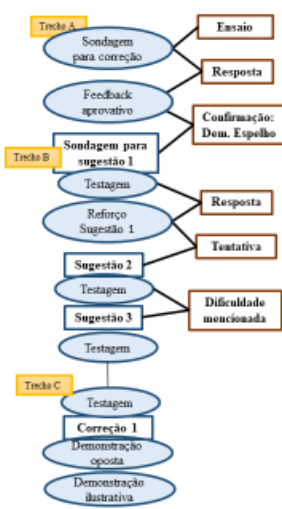 Trecho A
Ensaio
Sondagem
para correção
Resposta
Feedback
aprovativo
Confirmação:
Dem. Espelho
Sondagem para
sugestão 1
Trecho B
Testagem
Resposta
Reforço
Sugestão 1
Tentativa
Sugestão 2
Testagem
Dificuldade
mencionada
Sugestão 3
Testagem
Trecho C
Testagem
Correção 1
Demonstração
oposta
Demonstração
ilustrativa